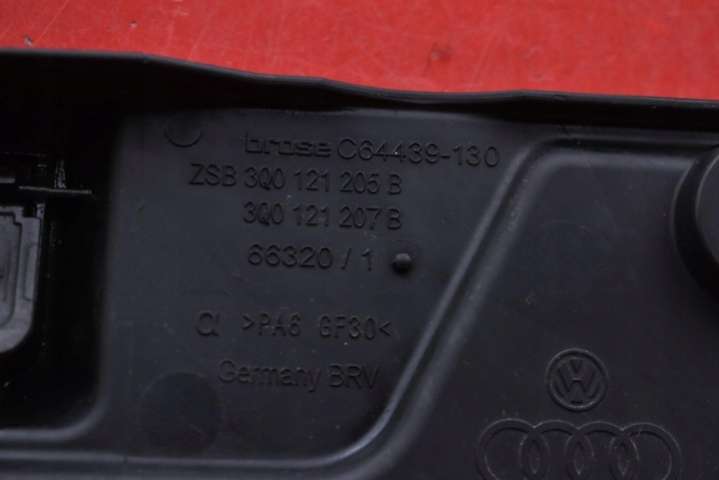 brose C64439-130
ZSB 3Q0 121 205 B
3Q0 121 207 B
66320 / 1
>PA6 GF30<
Germany BRV